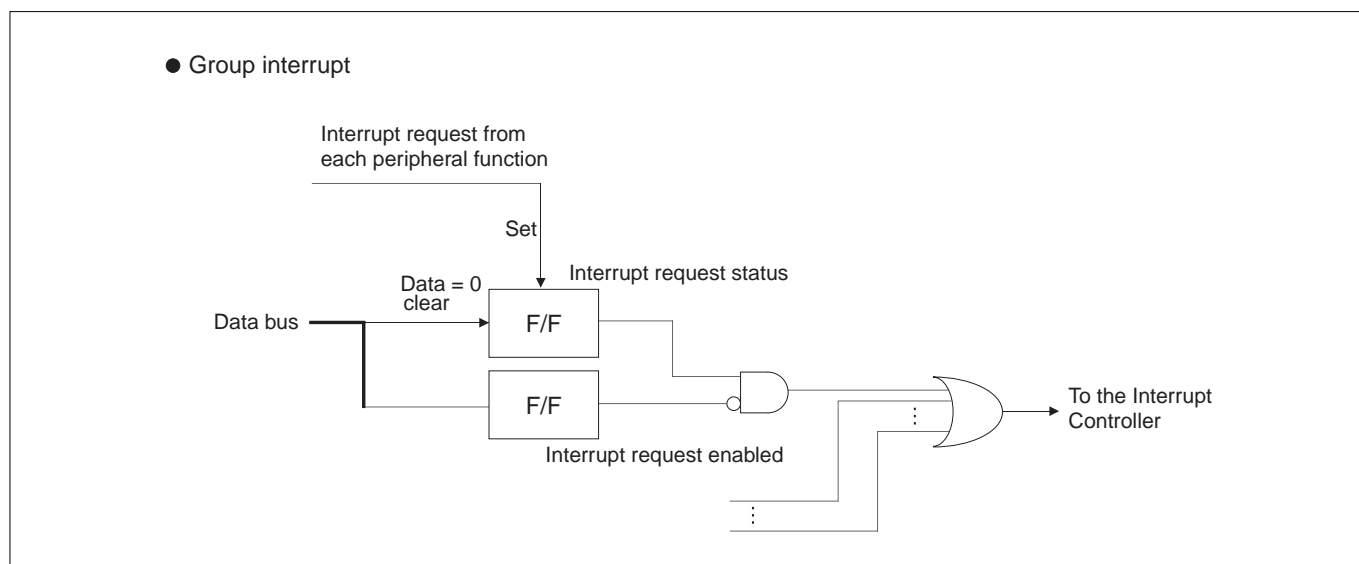 ● Group interrupt
Interrupt request from
each peripheral function
Set
Interrupt request status
Data = 0
clear
Data bus
F/F
F/F
Interrupt request enabled
To the Interrupt
Controller